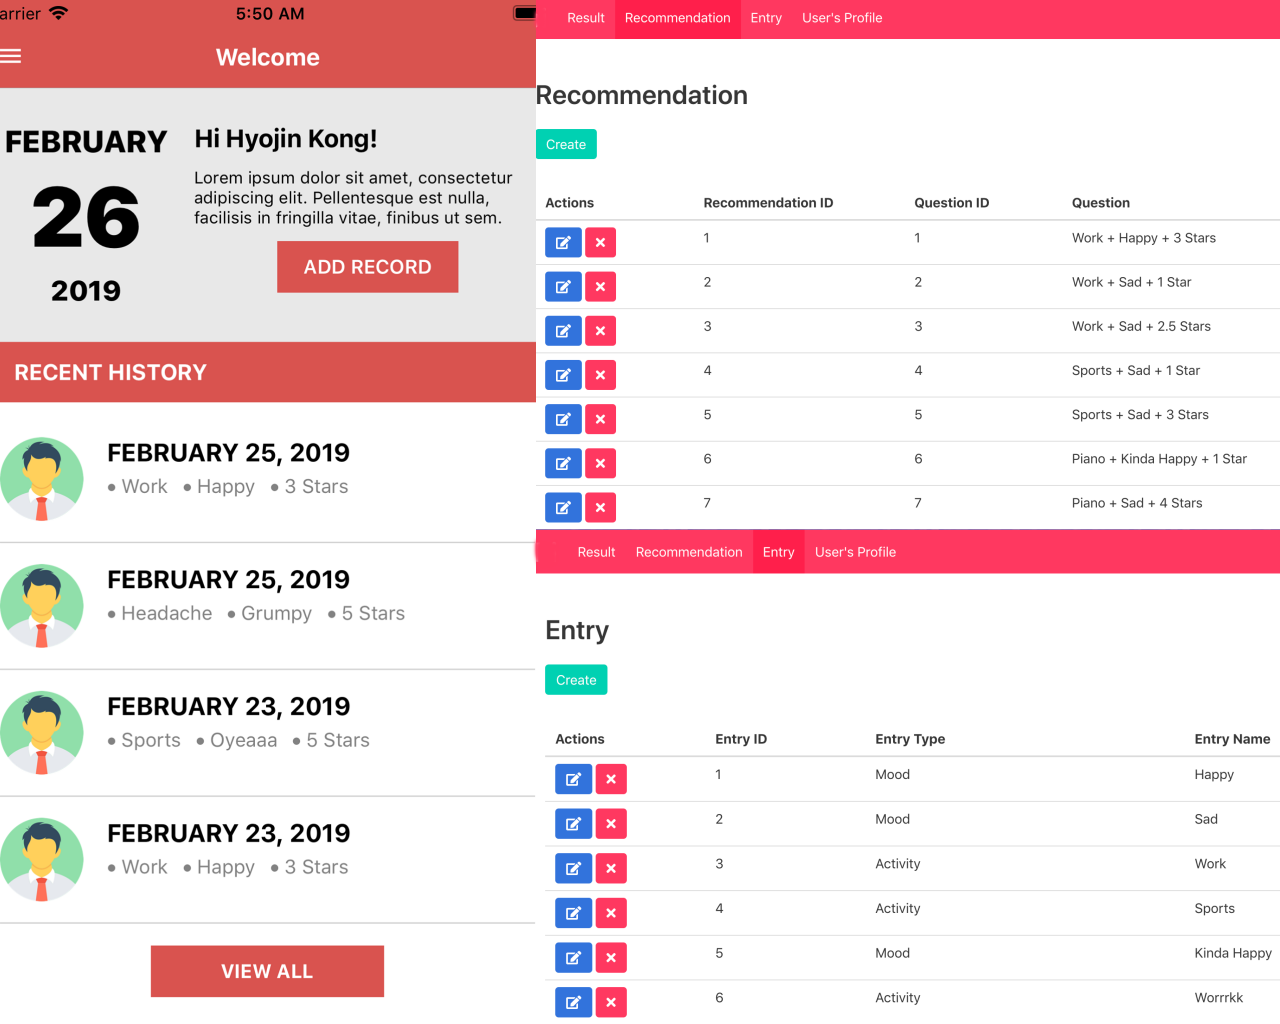 arrier 5:50 AM
Welcome
FEBRUARY
26
2019
Hi Hyojin Kong!
Lorem ipsum dolor sit amet, consectetur
adipiscing elit. Pellentesque est nulla,
facilisis in fringilla vitae, finibus ut sem.
ADD RECORD
RECENT HISTORY
FEBRUARY 25, 2019
• Work • Happy • 3 Stars
FEBRUARY 25, 2019
• Headache • Grumpy • 5 Stars
FEBRUARY 23, 2019
• Sports • Oyeaaa • 5 Stars
FEBRUARY 23, 2019
• Work • Happy • 3 Stars
VIEW ALL
Result Recommendation Entry User's Profile
Recommendation
Create
Actions Recommendation ID Question ID Question
1 1 Work + Happy + 3 Stars
2 2 Work + Sad + 1 Star
3 3 Work + Sad + 2.5 Stars
4 4 Sports + Sad + 1 Star
5 5 Sports + Sad + 3 Stars
6 6 Piano + Kinda Happy + 1 Star
7 7 Piano + Sad + 4 Stars
Result Recommendation Entry User's Profile
Entry
Create
Actions Entry ID Entry Type Entry Name
1 Mood Happy
2 Mood Sad
3 Activity Work
4 Activity Sports
5 Mood Kinda Happy
6 Activity Worrrkk